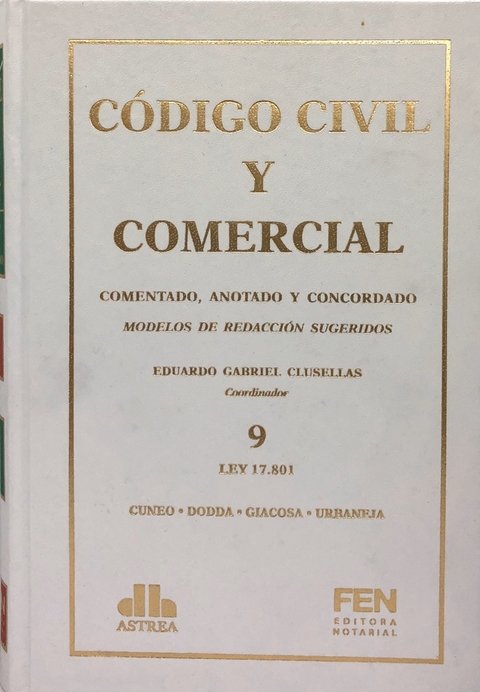 CÓDIGO CIVIL
Y
COMERCIAL
COMENTADO, ANOTADO Y CONCORDADO
MODELOS DE REDACCIÓN SUGERIDOS
EDUARDO GABRIEL CLUSELLAS
Coordinador
9
LEY 17.801
CUNEO • DODDA • GIACOSA • URBANEJA
ASTREA
FEN
EDITORA
NOTARIAL